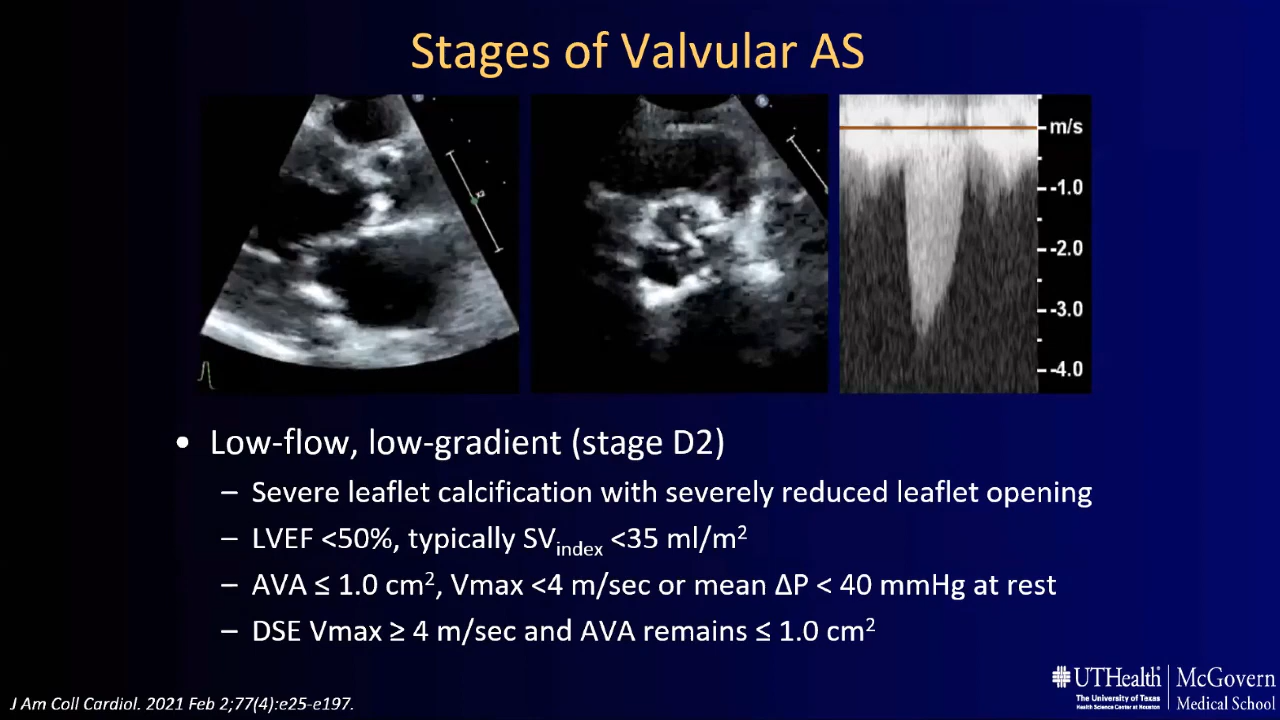 Stages of Valvular AS
m/s
-1.0
-2.0
-3.0
-4.0
• Low-flow, low-gradient (stage D2)
– Severe leaflet calcification with severely reduced leaflet opening
– LVEF <50%, typically SVindex <35 ml/m²
– AVA ≤ 1.0 cm², Vmax <4 m/sec or mean ΔP < 40 mmHg at rest
– DSE Vmax ≥ 4 m/sec and AVA remains ≤ 1.0 cm²
UTHealth
The University of Texas
Health Science Center at Houston
McGovern
Medical School
J Am Coll Cardiol. 2021 Feb 2;77(4):e25-e197.